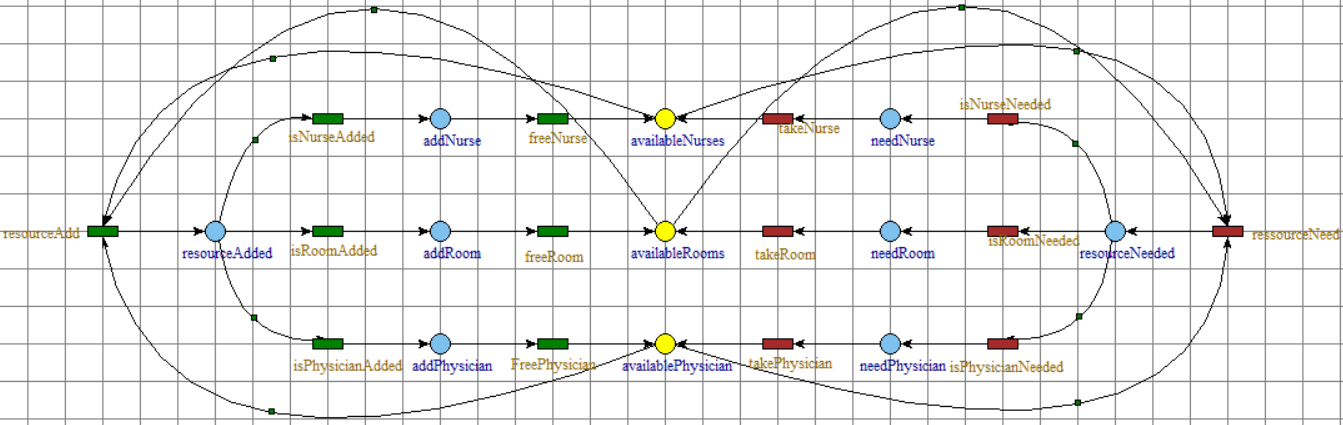 isNurseNeeded
isNurseAdded
addNurse
freeNurse
availableNurses
takeNurse
needNurse
resourceAdd
resourceAdded
isRoomAdded
addRoom
freeRoom
availableRooms
takeRoom
needRoom
isRoomNeeded
resourceNeeded
ressourceNeed
isPhysicianAdded
addPhysician
FreePhysician
availablePhysician
takePhysician
needPhysician
isPhysicianNeeded